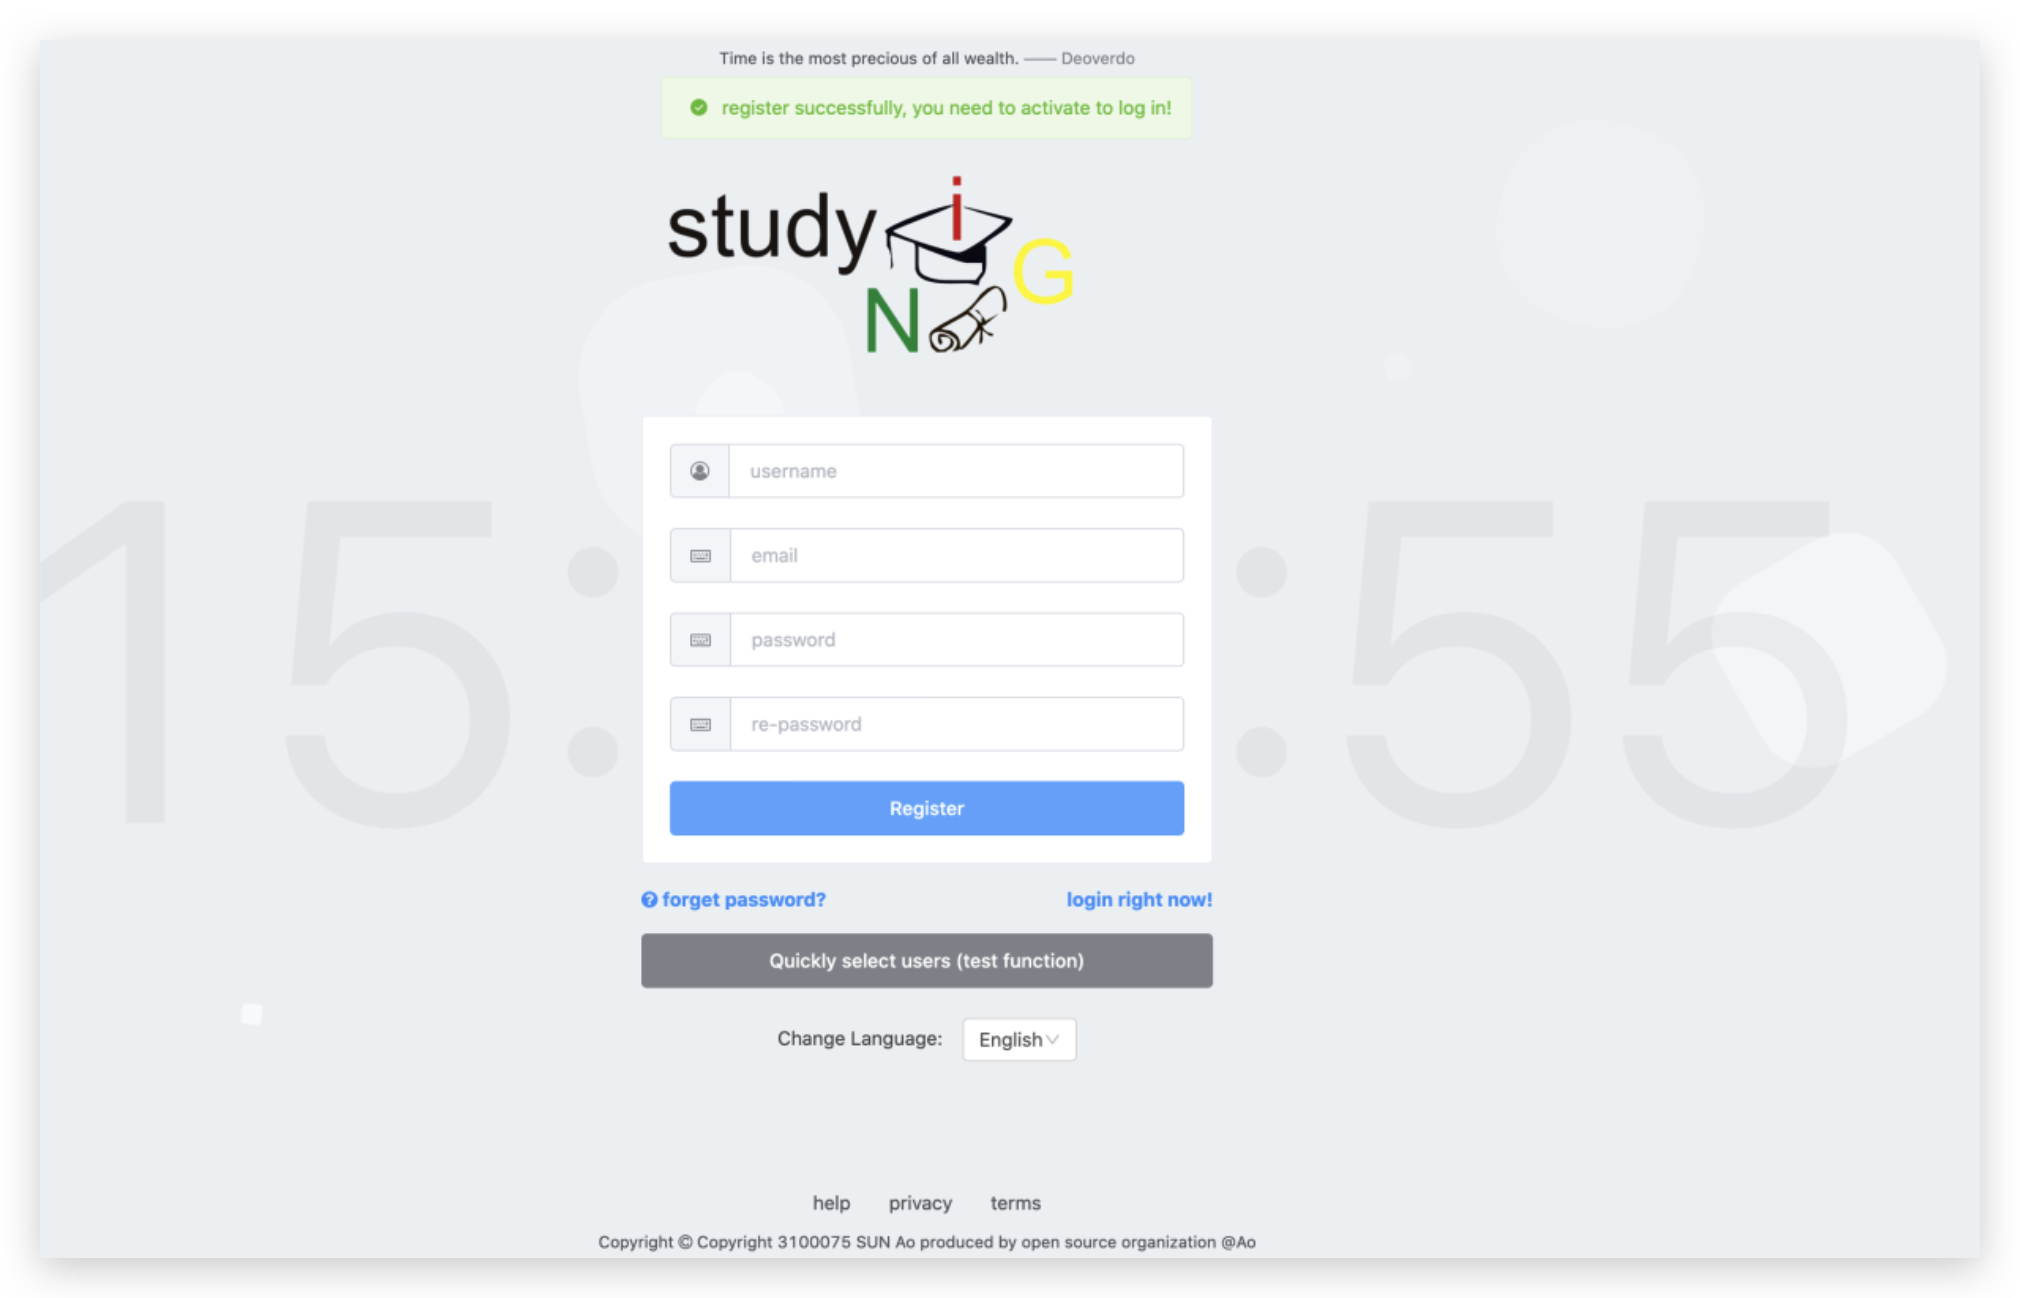 Time is the most precious of all wealth. —— Deoverdo
register successfully, you need to activate to log in!
study i
N G
15: :55
username
email
password
re-password
Register
forget password? login right now!
Quickly select users (test function)
Change Language: English
help privacy terms
Copyright © Copyright 3100075 SUN Ao produced by open source organization @Ao